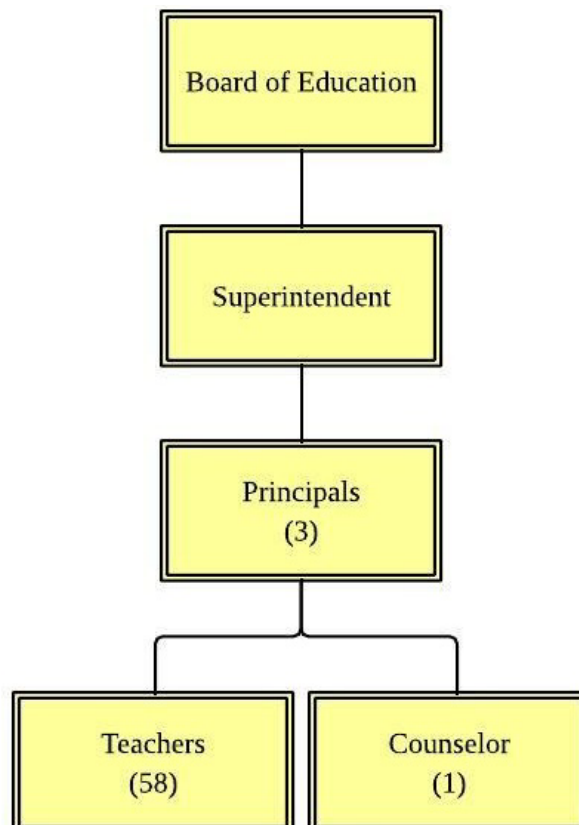 Board of Education
Superintendent
Principals
(3)
Teachers
(58)
Counselor
(1)